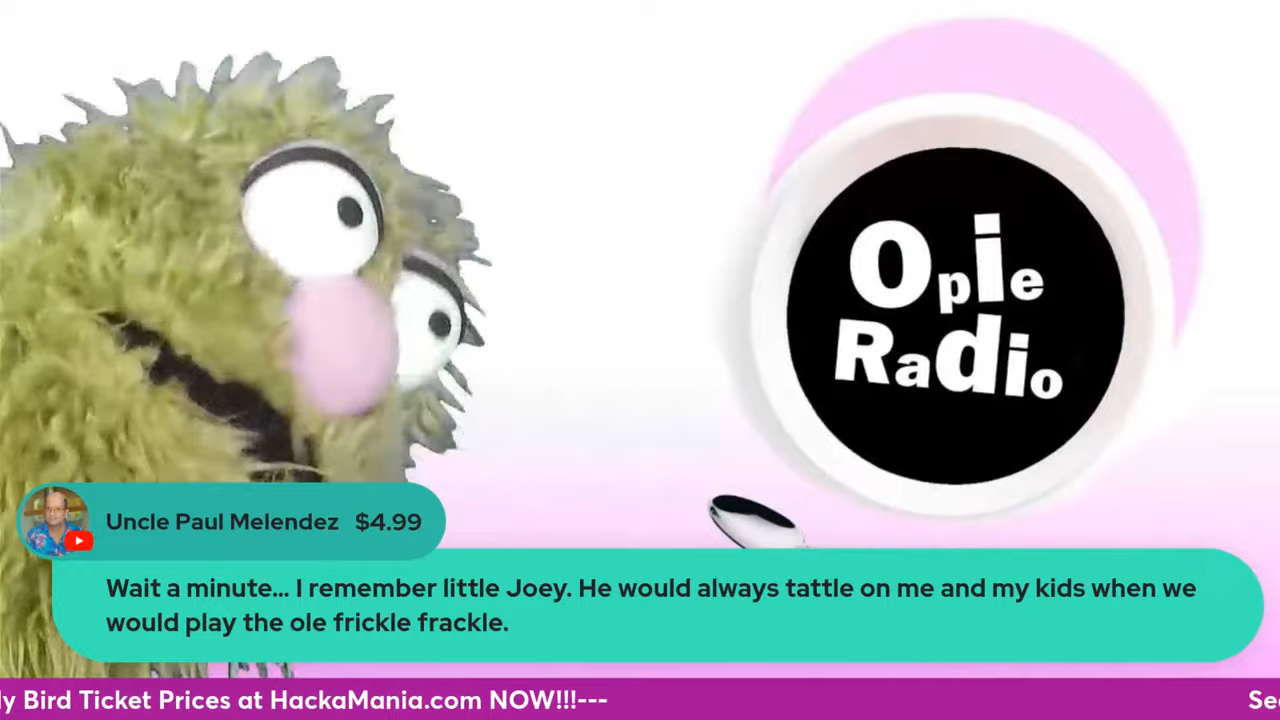 Opie
Radio
Uncle Paul Melendez $4.99
Wait a minute... I remember little Joey. He would always tattle on me and my kids when we
would play the ole frickle frackle.
Bird Ticket Prices at HackaMania.com NOW!!!---